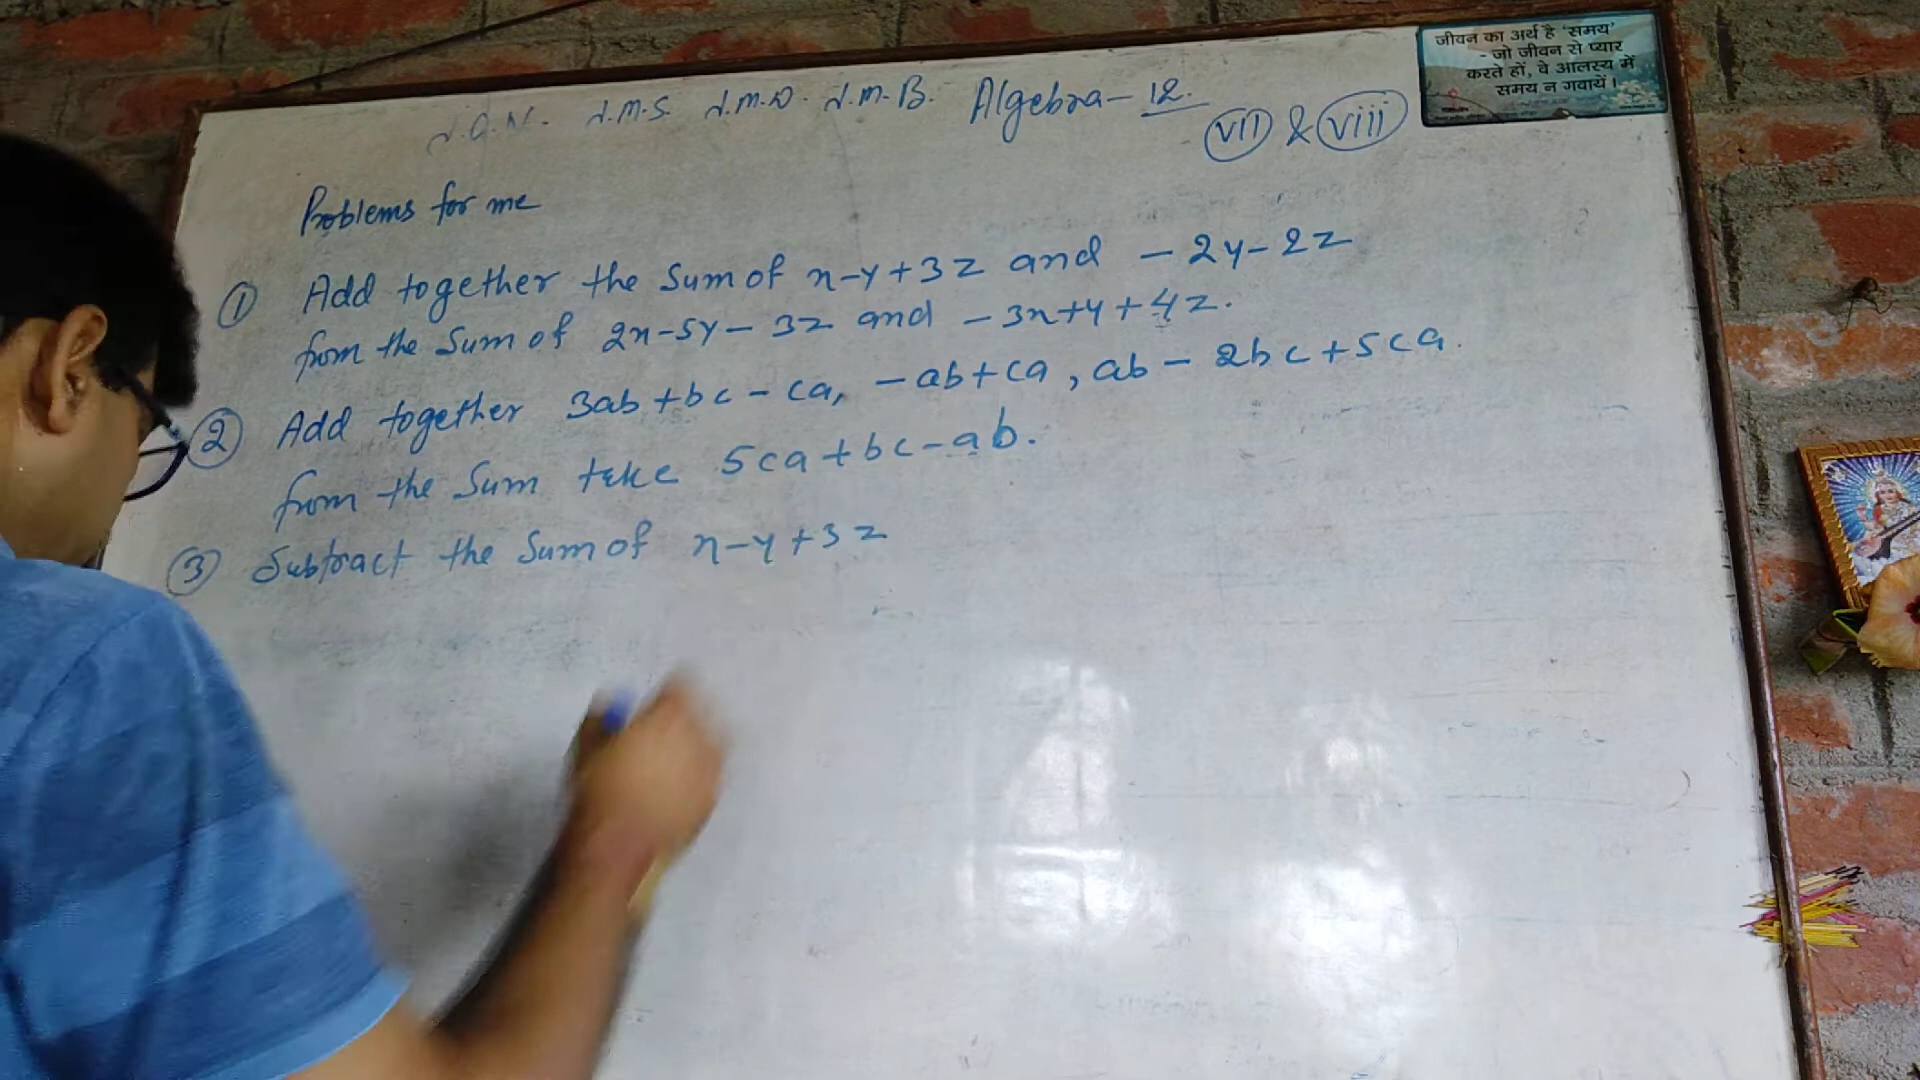 N.G.N. N.M.S. N.M.D. N.M.B. Algebra-12.
VII & VIII
जीवन का अर्थ है 'समय'
- जो जीवन से प्यार
करते हों, वे आलस्य में
समय न गवायें।
Problems for me
① Add together the Sum of x-y+3z and -2y-2z
from the Sum of 2x-5y-3z and -3x+y+4z.
② Add together 3ab+bc-ca, -ab+ca, ab-2bc+5ca.
from the Sum take 5ca+bc-ab.
③ Subtract the Sum of x-y+3z